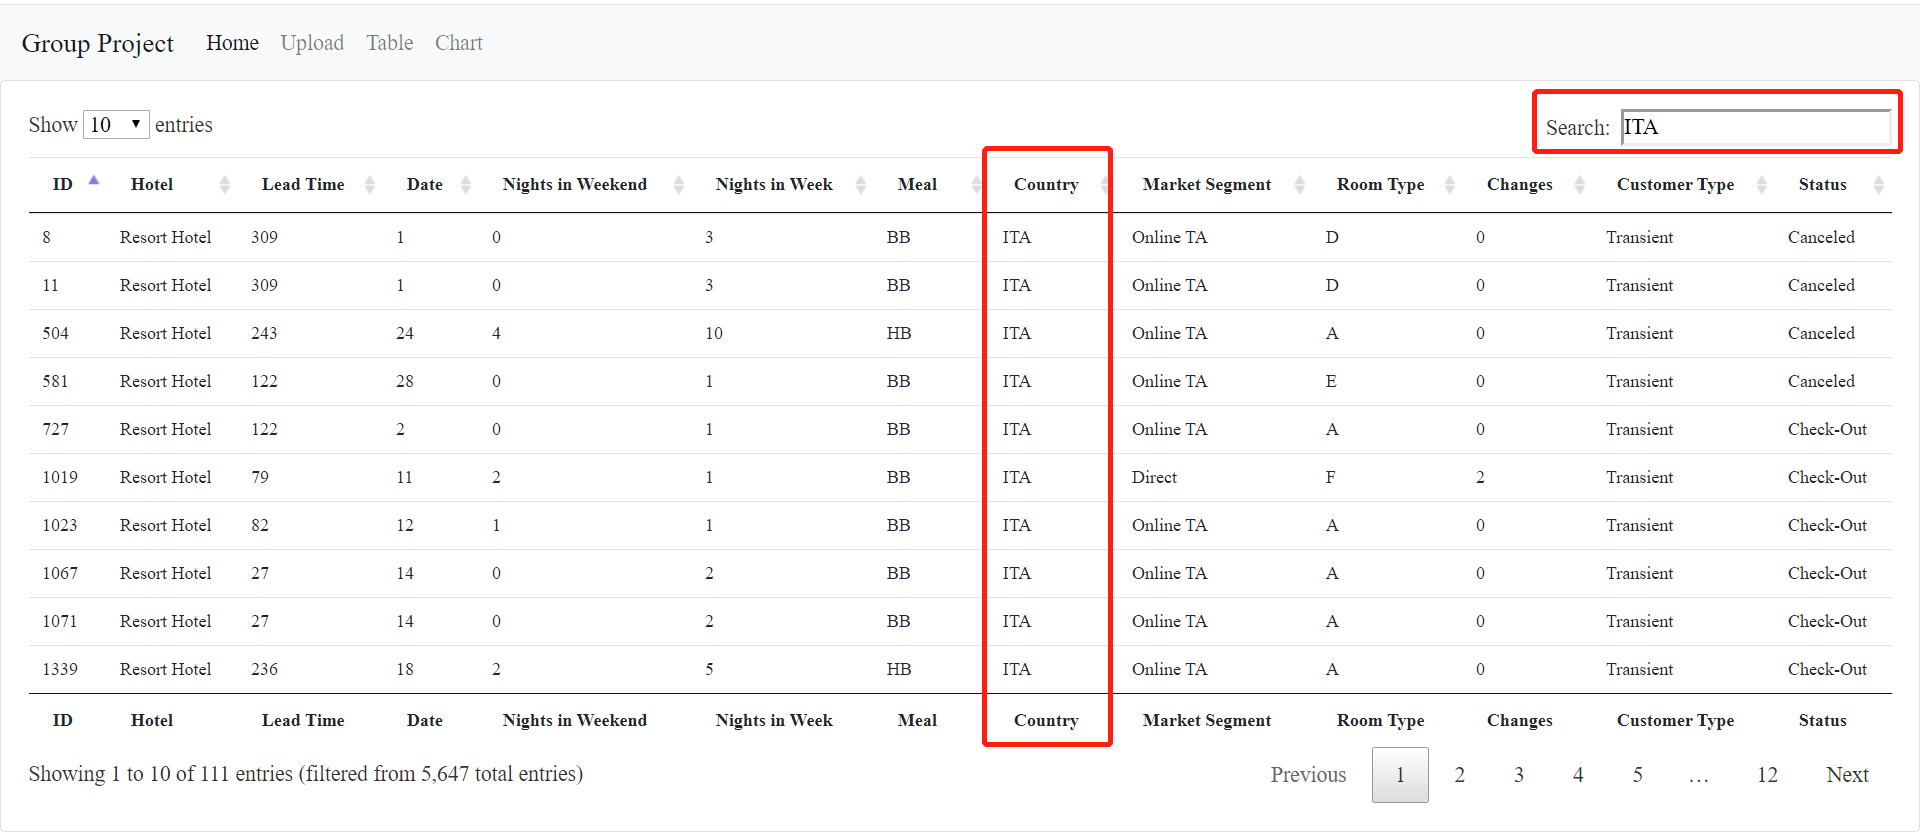 Group Project Home Upload Table Chart
Show 10 entries Search: ITA
ID Hotel Lead Time Date Nights in Weekend Nights in Week Meal Country Market Segment Room Type Changes Customer Type Status
8 Resort Hotel 309 1 0 3 BB ITA Online TA D 0 Transient Canceled
11 Resort Hotel 309 1 0 3 BB ITA Online TA D 0 Transient Canceled
504 Resort Hotel 243 24 4 10 HB ITA Online TA A 0 Transient Canceled
581 Resort Hotel 122 28 0 1 BB ITA Online TA E 0 Transient Canceled
727 Resort Hotel 122 2 0 1 BB ITA Online TA A 0 Transient Check-Out
1019 Resort Hotel 79 11 2 1 BB ITA Direct F 2 Transient Check-Out
1023 Resort Hotel 82 12 1 1 BB ITA Online TA A 0 Transient Check-Out
1067 Resort Hotel 27 14 0 2 BB ITA Online TA A 0 Transient Check-Out
1071 Resort Hotel 27 14 0 2 BB ITA Online TA A 0 Transient Check-Out
1339 Resort Hotel 236 18 2 5 HB ITA Online TA A 0 Transient Check-Out
ID Hotel Lead Time Date Nights in Weekend Nights in Week Meal Country Market Segment Room Type Changes Customer Type Status
Showing 1 to 10 of 111 entries (filtered from 5,647 total entries) Previous 1 2 3 4 5 … 12 Next